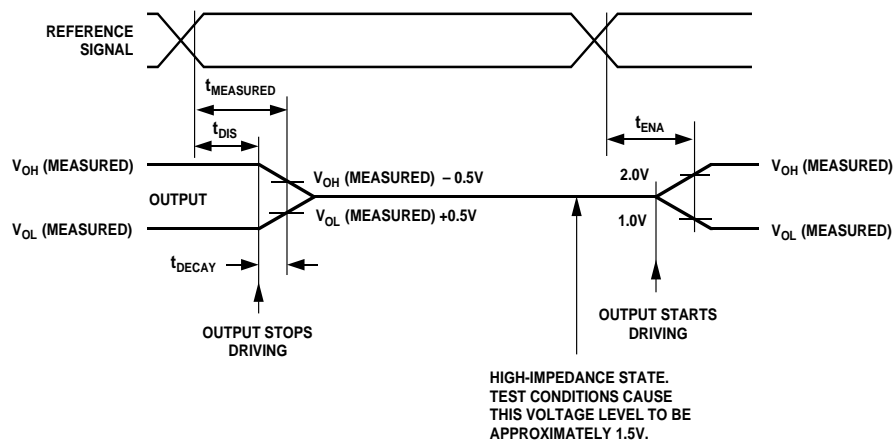 REFERENCE
SIGNAL
tMEASURED
tDIS
tENA
VOH (MEASURED)
VOH (MEASURED) – 0.5V
2.0V
VOH (MEASURED)
OUTPUT
VOL (MEASURED) +0.5V
1.0V
VOL (MEASURED)
VOL (MEASURED)
tDECAY
OUTPUT STOPS
DRIVING
OUTPUT STARTS
DRIVING
HIGH-IMPEDANCE STATE.
TEST CONDITIONS CAUSE
THIS VOLTAGE LEVEL TO BE
APPROXIMATELY 1.5V.